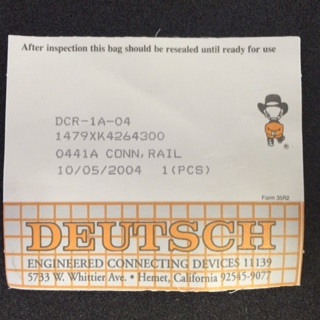 After inspection this bag should be resealed until ready for use
DCR-1A-04
1479XK4264300
0441A CONN,RAIL
10/05/2004 1(PCS)
®
Form 35R2
DEUTSCH
ENGINEERED CONNECTING DEVICES 11139
5733 W. Whittier Ave. • Hemet, California 92545-9077